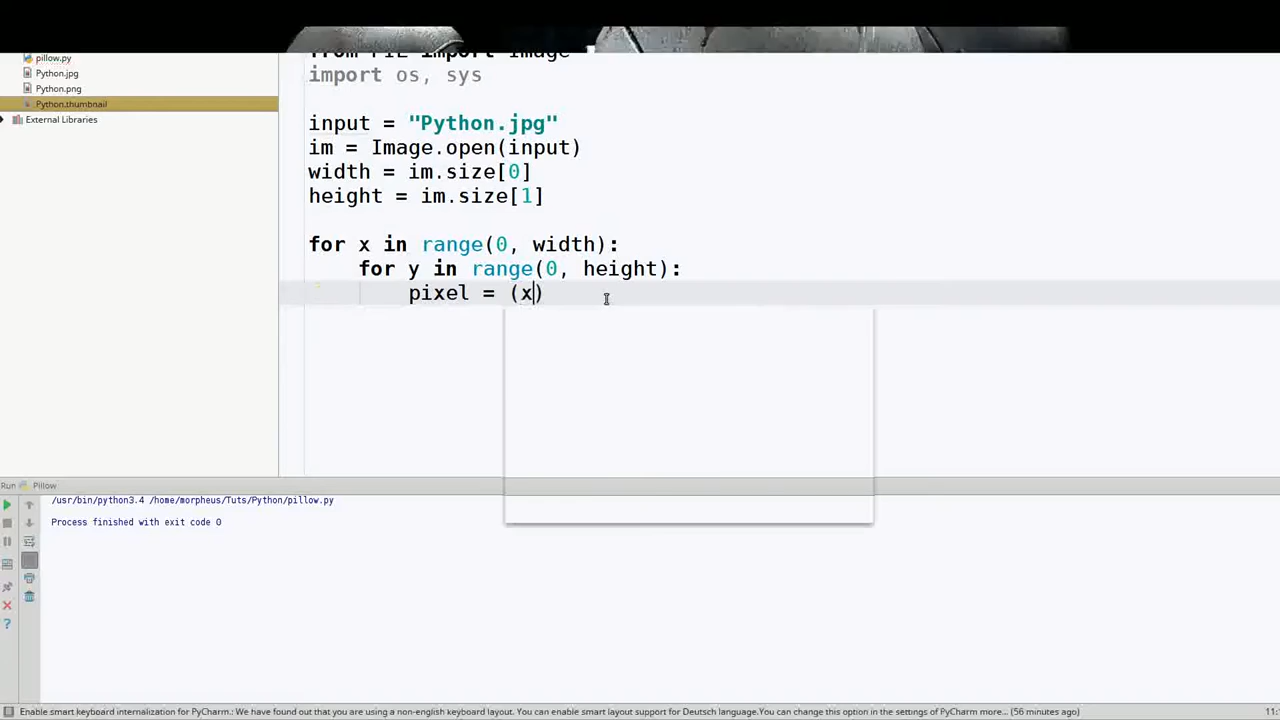 from PIL import Image
pillow.py
import os, sys
Python.jpg
Python.png
Python.thumbnail
External Libraries
input = "Python.jpg"
im = Image.open(input)
width = im.size[0]
height = im.size[1]
for x in range(0, width):
for y in range(0, height):
pixel = (x)
Run Pillow
/usr/bin/python3.4 /home/morpheus/Tuts/Python/pillow.py
Process finished with exit code 0
Enable smart keyboard internalization for PyCharm.: We have found out that you are using a non-english keyboard layout. You can enable smart layout support for Deutsch language.You can change this option in the settings of PyCharm more... (56 minutes ago)
11: